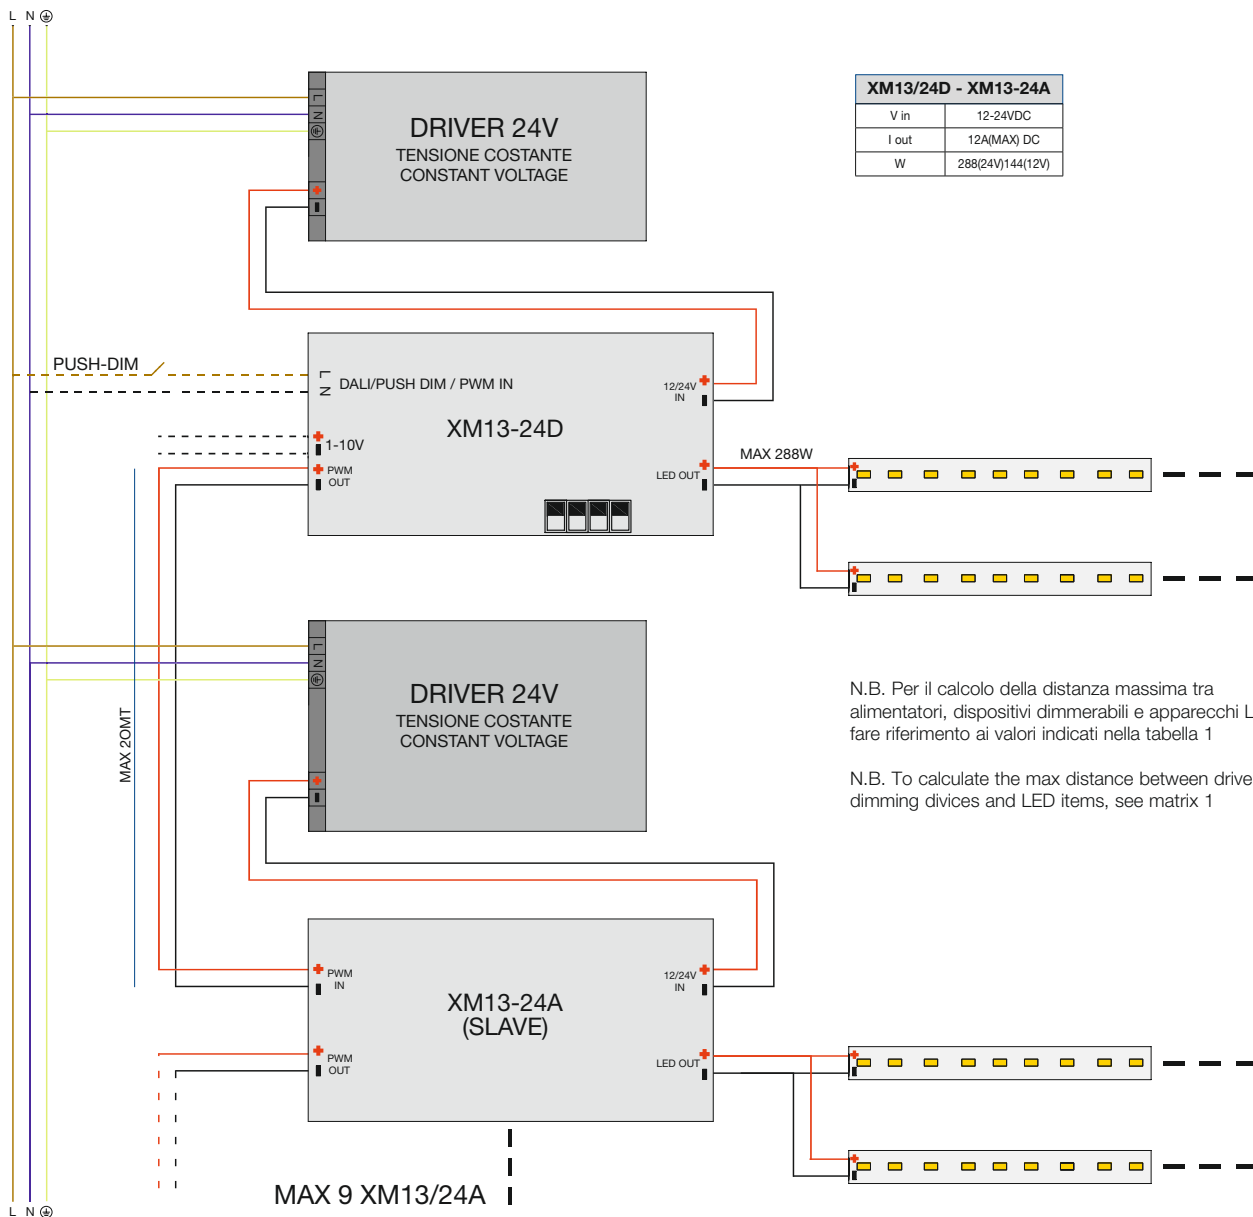 L N
L
N
DRIVER 24V
TENSIONE COSTANTE
CONSTANT VOLTAGE
XM13/24D - XM13-24A
V in 12-24VDC
I out 12A(MAX) DC
W 288(24V)144(12V)
PUSH-DIM
L
N
DALI/PUSH DIM / PWM IN
12/24V
IN
XM13-24D
1-10V
PWM
OUT
LED OUT
MAX 288W
MAX 2OMT
L
N
DRIVER 24V
TENSIONE COSTANTE
CONSTANT VOLTAGE
N.B. Per il calcolo della distanza massima tra
alimentatori, dispositivi dimmerabili e apparecchi L
fare riferimento ai valori indicati nella tabella 1
N.B. To calculate the max distance between drive
dimming divices and LED items, see matrix 1
PWM
IN
12/24V
IN
XM13-24A
(SLAVE)
PWM
OUT
LED OUT
MAX 9 XM13/24A
L N